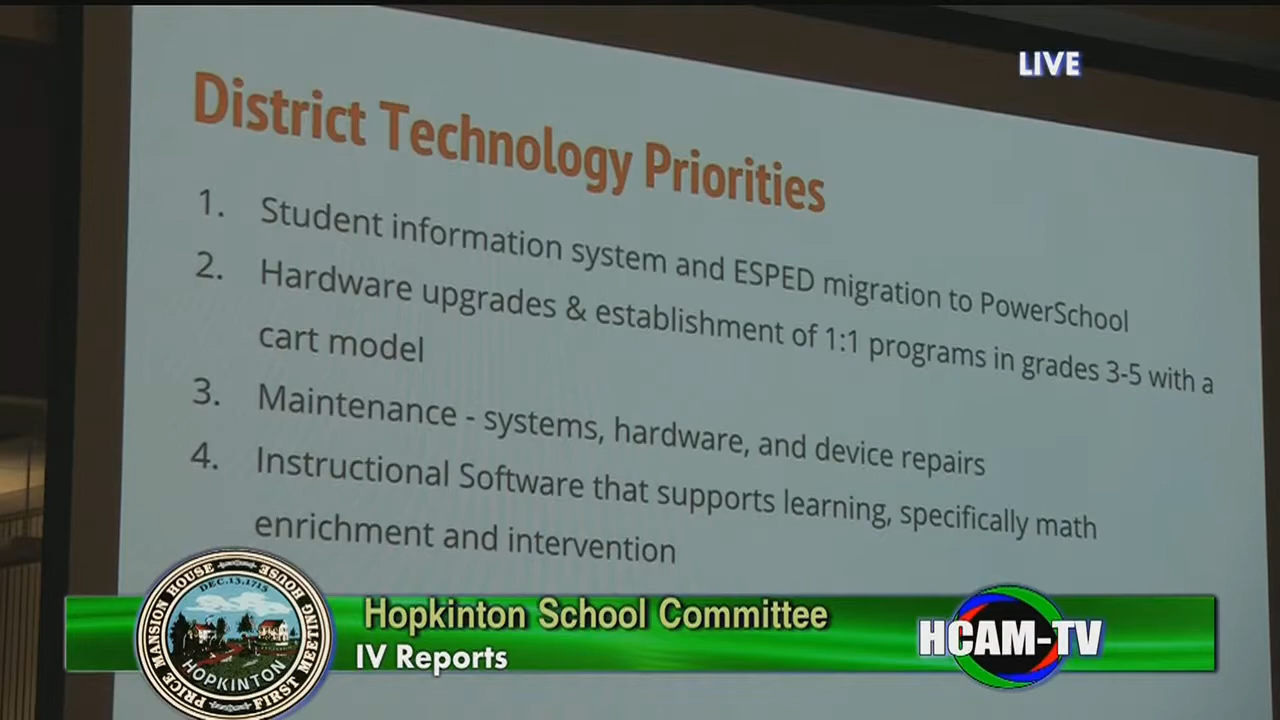 LIVE
District Technology Priorities
1. Student information system and ESPED migration to PowerSchool
2. Hardware upgrades & establishment of 1:1 programs in grades 3-5 with a
cart model
3. Maintenance - systems, hardware, and device repairs
4. Instructional Software that supports learning, specifically math
enrichment and intervention
PRICE MANSION HOUSE
FIRST MEETING HOUSE
DEC.13,1715
HOPKINTON
Hopkinton School Committee
IV Reports
HCAM-TV